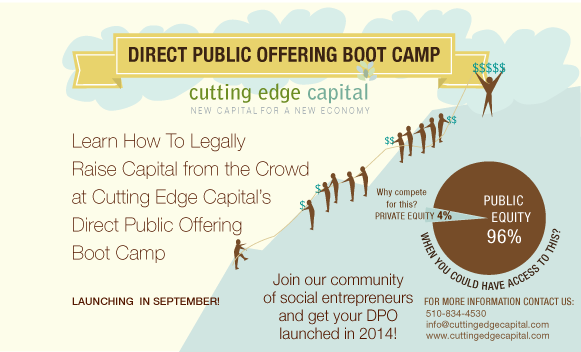 DIRECT PUBLIC OFFERING BOOT CAMP
cutting edge capital
NEW CAPITAL FOR A NEW ECONOMY
$$$$$
$$
$$
$
$
Learn How To Legally
Raise Capital from the Crowd
at Cutting Edge Capital's
Direct Public Offering
Boot Camp
LAUNCHING IN SEPTEMBER!
Why compete
for this?
PRIVATE EQUITY 4%
PUBLIC
EQUITY
96%
WHEN YOU COULD HAVE ACCESS TO THIS?
Join our community
of social entrepreneurs
and get your DPO
launched in 2014!
FOR MORE INFORMATION CONTACT US:
510-834-4530
info@cuttingedgecapital.com
www.cuttingedgecapital.com